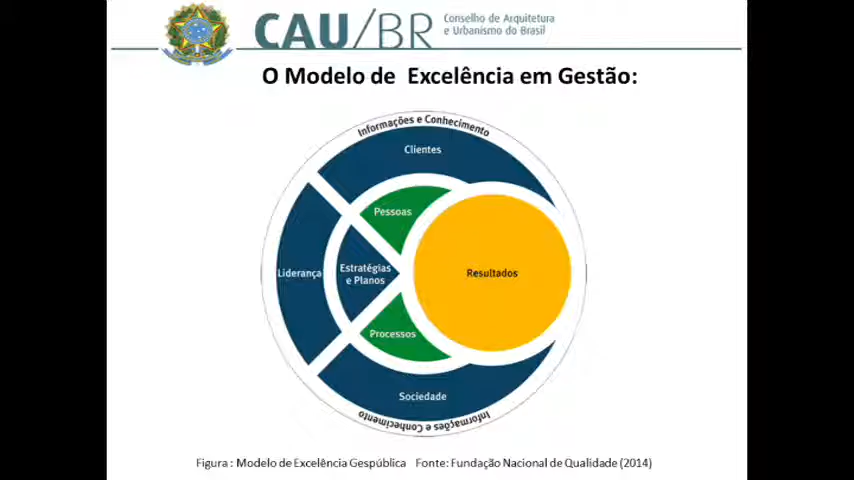 CAU/BR
Conselho de Arquitetura
e Urbanismo do Brasil
O Modelo de Excelência em Gestão:
Informações e Conhecimento
Clientes
Pessoas
Liderança
Estratégias
e Planos
Resultados
Processos
Sociedade
Informações e Conhecimento
Figura : Modelo de Excelência Gespública Fonte: Fundação Nacional de Qualidade (2014)